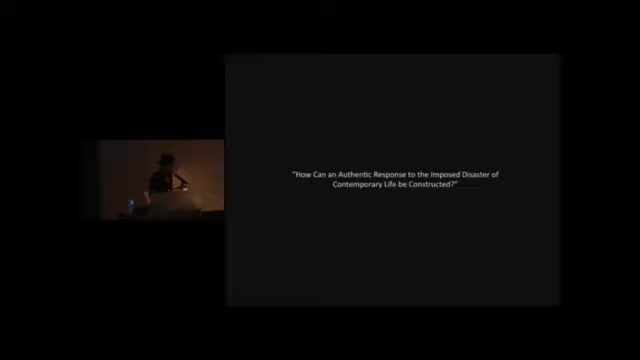 "How Can an Authentic Response to the Imposed Disaster of
Contemporary Life be Constructed?"